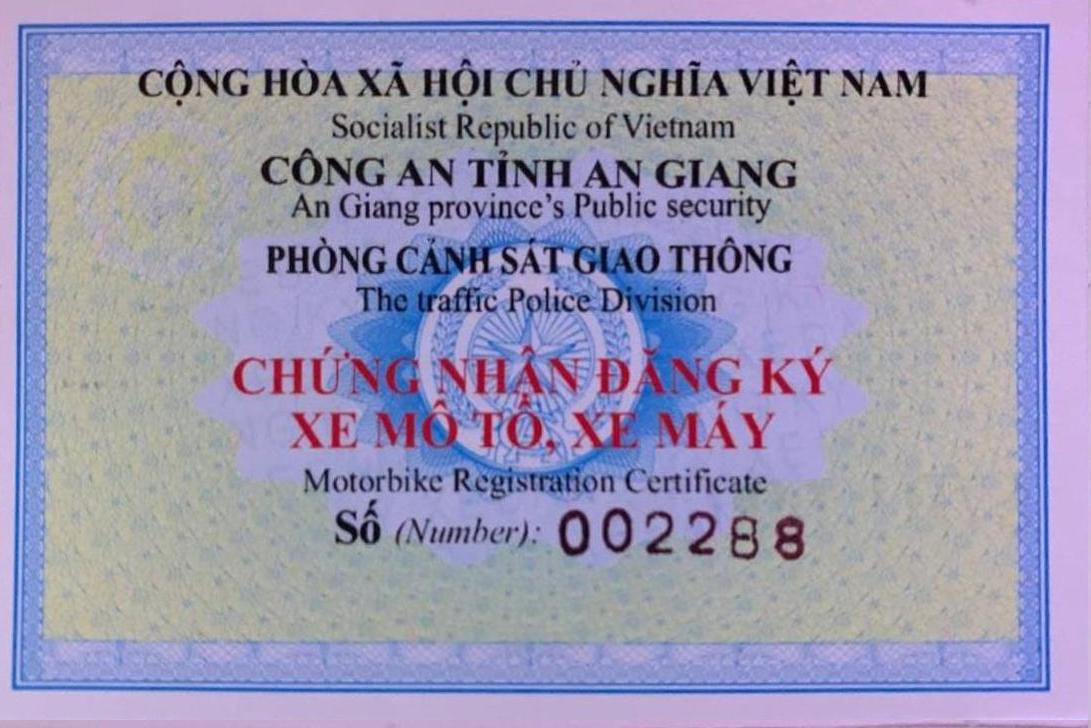 CỘNG HÒA XÃ HỘI CHỦ NGHĨA VIỆT NAM
Socialist Republic of Vietnam
CÔNG AN TỈNH AN GIANG
An Giang province's Public security
PHÒNG CẢNH SÁT GIAO THÔNG
The traffic Police Division
CHỨNG NHẬN ĐĂNG KÝ
XE MÔ TÔ, XE MÁY
Motorbike Registration Certificate
Số (Number): 002288